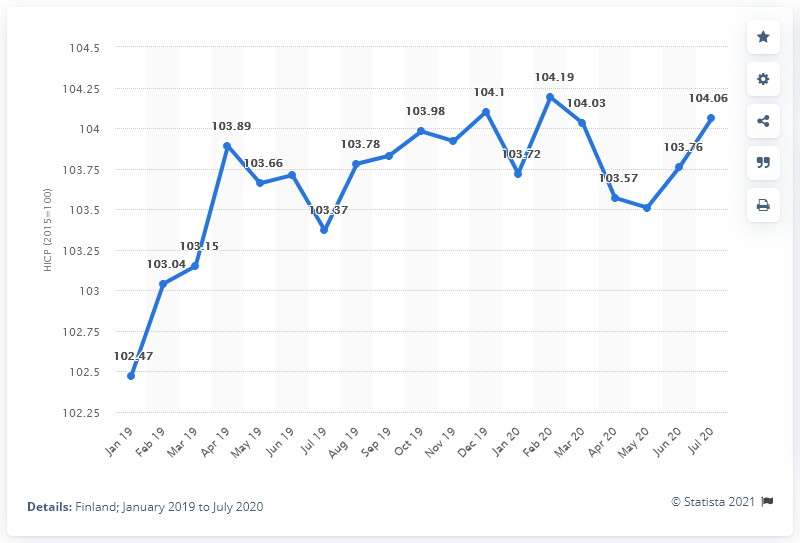 104.5
104.25
104
103.75
103.5
103.25
103
102.75
102.5
102.25
HICP (2015=100)
102.47
103.04
103.15
103.89
103.66
103.37
103.78
103.98
104.1
103.72
104.19
104.03
103.57
103.76
104.06
Jan 19
Feb 19
Mar 19
Apr 19
May 19
Jun 19
Jul 19
Aug 19
Sep 19
Oct 19
Nov 19
Dec 19
Jan 20
Feb 20
Mar 20
Apr 20
May 20
Jun 20
Jul 20
Details: Finland; January 2019 to July 2020
© Statista 2021